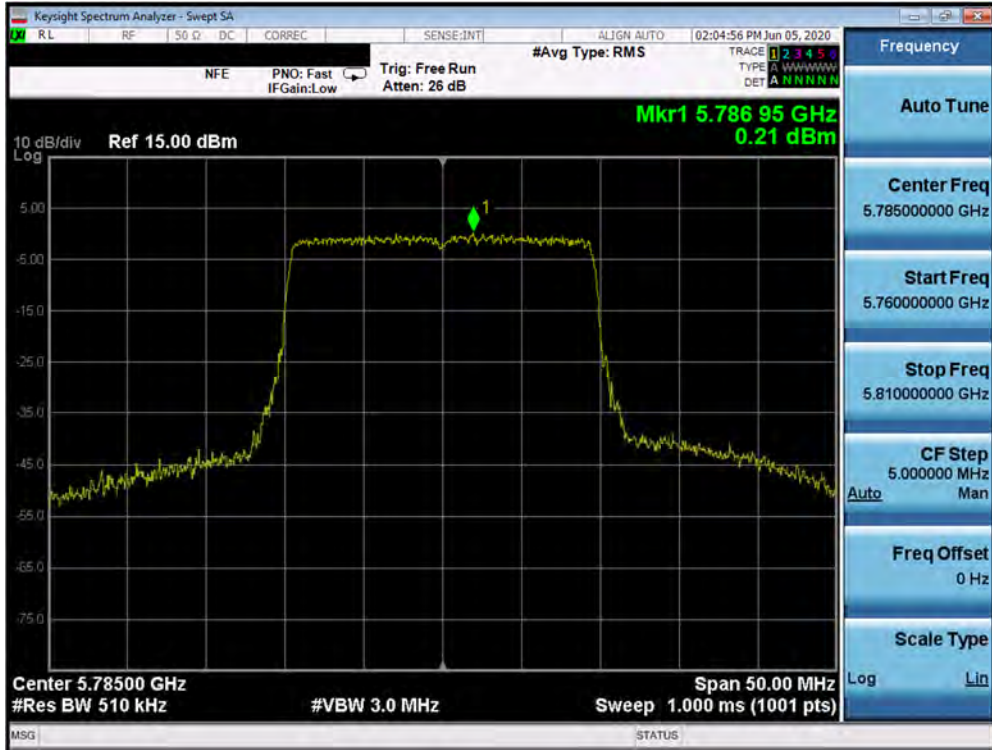 Keysight Spectrum Analyzer - Swept SA
LXI RL RF 50 Ω DC CORREC SENSE:INT ALIGN AUTO 02:04:56 PM Jun 05, 2020
#Avg Type: RMS TRACE 1 2 3 4 5 6
NFE PNO: Fast Trig: Free Run TYPE A WWWWW
IFGain:Low Atten: 26 dB DET A N N N N N
Mkr1 5.786 95 GHz
0.21 dBm
10 dB/div Ref 15.00 dBm
Log
1
5.00
-5.00
-15.0
-25.0
-35.0
-45.0
-55.0
-65.0
-75.0
Center 5.78500 GHz Span 50.00 MHz
#Res BW 510 kHz #VBW 3.0 MHz Sweep 1.000 ms (1001 pts)
MSG STATUS
Frequency
Auto Tune
Center Freq
5.785000000 GHz
Start Freq
5.760000000 GHz
Stop Freq
5.810000000 GHz
CF Step
5.000000 MHz
Auto Man
Freq Offset
0 Hz
Scale Type
Log Lin